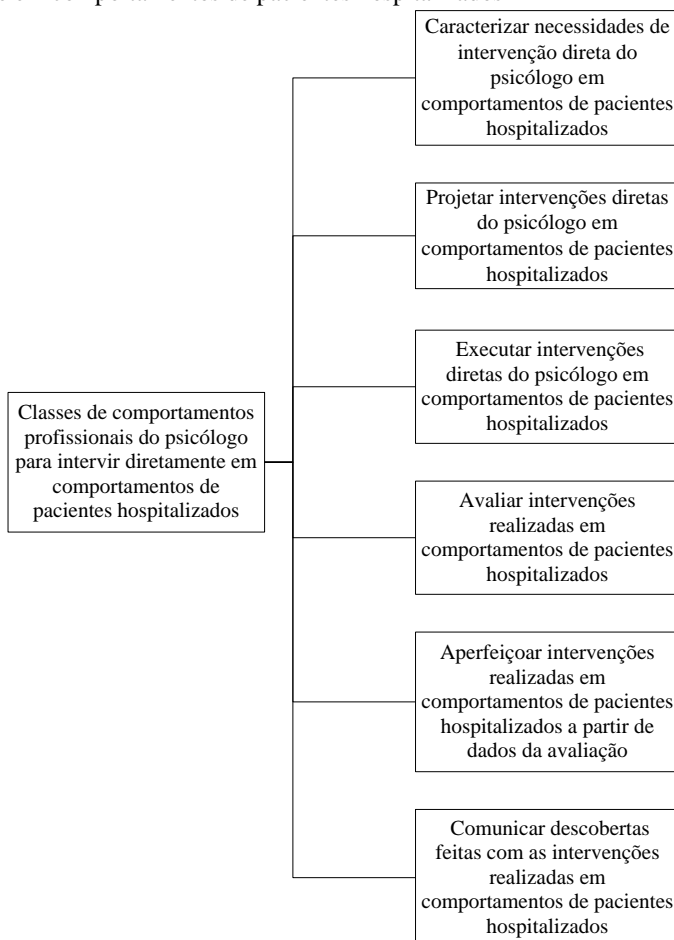 comportamentos de pacientes hospitalizados
Caracterizar necessidades de
intervenção direta do
psicólogo em
comportamentos de pacientes
hospitalizados
Projetar intervenções diretas
do psicólogo em
comportamentos de pacientes
hospitalizados
Executar intervenções
diretas do psicólogo em
comportamentos de pacientes
hospitalizados
Classes de comportamentos
profissionais do psicólogo
para intervir diretamente em
comportamentos de
pacientes hospitalizados
Avaliar intervenções
realizadas em
comportamentos de pacientes
hospitalizados
Aperfeiçoar intervenções
realizadas em
comportamentos de pacientes
hospitalizados a partir de
dados da avaliação
Comunicar descobertas
feitas com as intervenções
realizadas em
comportamentos de pacientes
hospitalizados